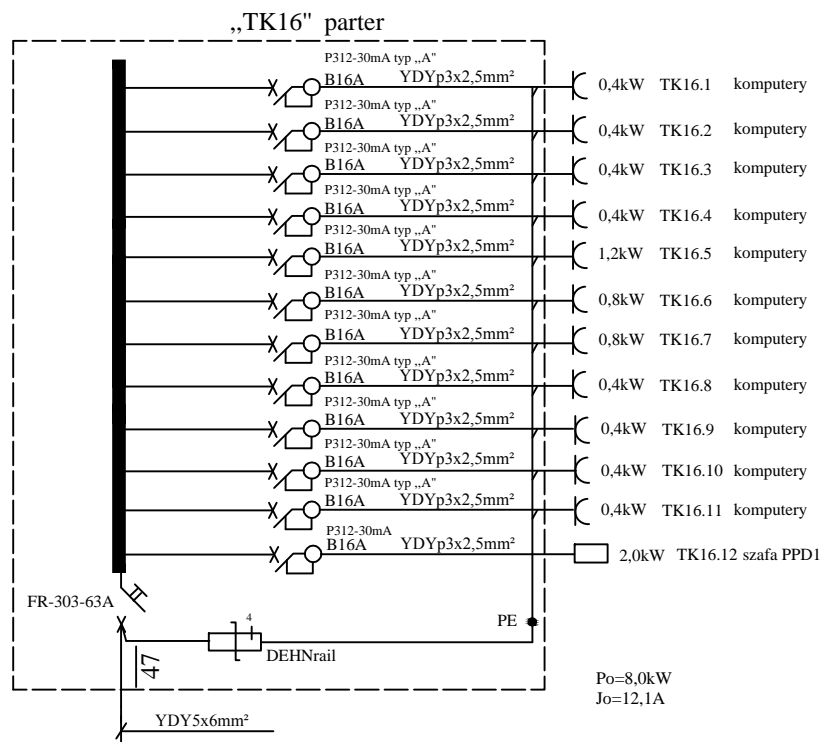 „TK16" parter
P312-30mA typ „A"
B16A YDYp3x2,5mm² 0,4kW TK16.1 komputery
P312-30mA typ „A"
B16A YDYp3x2,5mm² 0,4kW TK16.2 komputery
P312-30mA typ „A"
B16A YDYp3x2,5mm² 0,4kW TK16.3 komputery
P312-30mA typ „A"
B16A YDYp3x2,5mm² 0,4kW TK16.4 komputery
P312-30mA typ „A"
B16A YDYp3x2,5mm² 1,2kW TK16.5 komputery
P312-30mA typ „A"
B16A YDYp3x2,5mm² 0,8kW TK16.6 komputery
P312-30mA typ „A"
B16A YDYp3x2,5mm² 0,8kW TK16.7 komputery
P312-30mA typ „A"
B16A YDYp3x2,5mm² 0,4kW TK16.8 komputery
P312-30mA typ „A"
B16A YDYp3x2,5mm² 0,4kW TK16.9 komputery
P312-30mA typ „A"
B16A YDYp3x2,5mm² 0,4kW TK16.10 komputery
P312-30mA typ „A"
B16A YDYp3x2,5mm² 0,4kW TK16.11 komputery
P312-30mA
B16A YDYp3x2,5mm² 2,0kW TK16.12 szafa PPD1
FR-303-63A
PE
4
DEHNrail
47
Po=8,0kW
Jo=12,1A
YDY5x6mm²